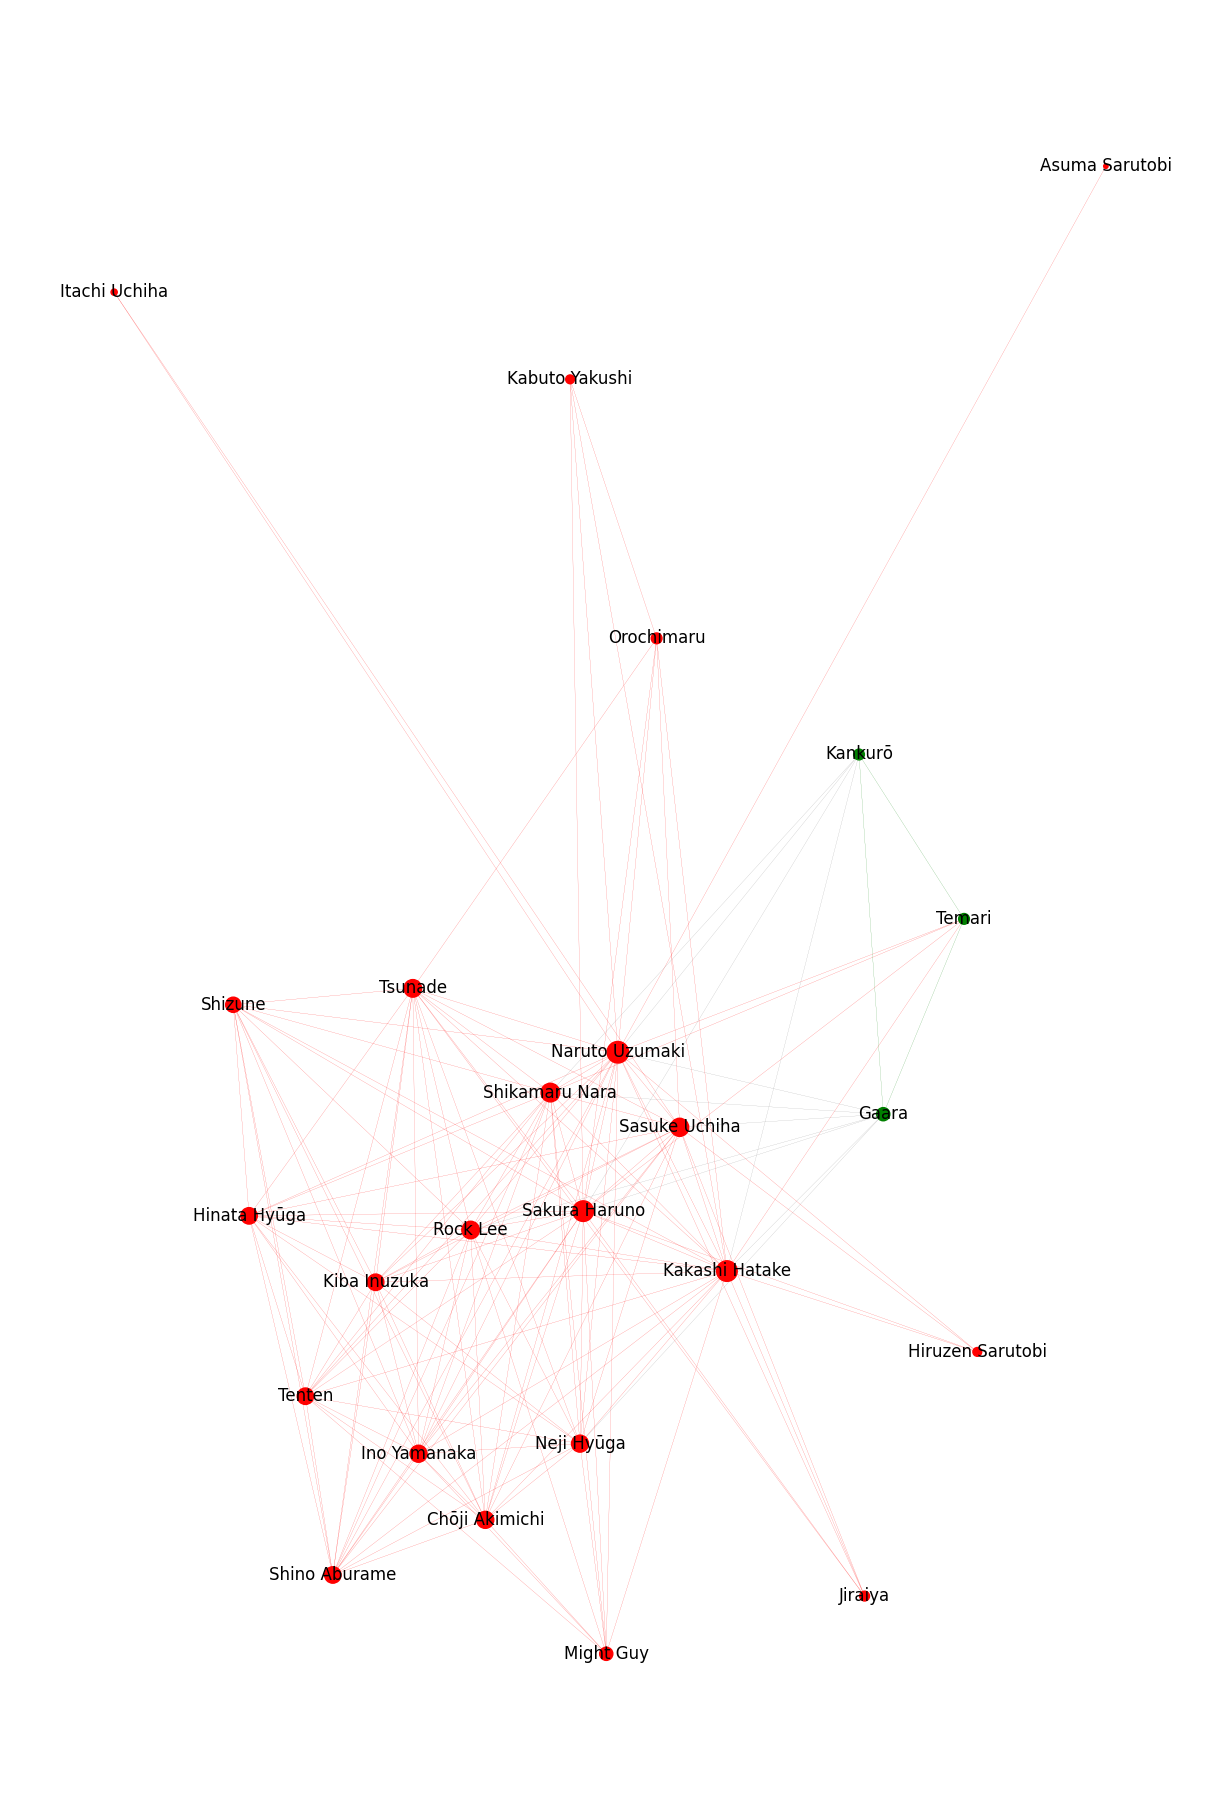 Asuma Sarutobi
Itachi Uchiha
Kabuto Yakushi
Orochimaru
Kankurō
Temari
Tsunade
Shizune
Naruto Uzumaki
Shikamaru Nara
Gaara
Sasuke Uchiha
Sakura Haruno
Hinata Hyūga
Rock Lee
Kakashi Hatake
Kiba Inuzuka
Hiruzen Sarutobi
Tenten
Neji Hyūga
Ino Yamanaka
Chōji Akimichi
Shino Aburame
Jiraiya
Might Guy